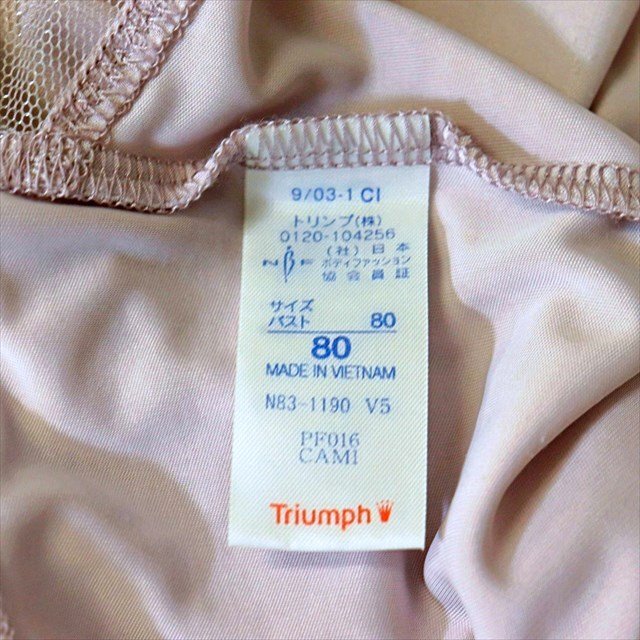 9/03-1 CI
トリンプ(株)
0120-104256
(社)日本
NBF ボディファッション
協会員証
サイズ
バスト 80
80
MADE IN VIETNAM
N83-1190 V5
PF016
CAMI
Triumph